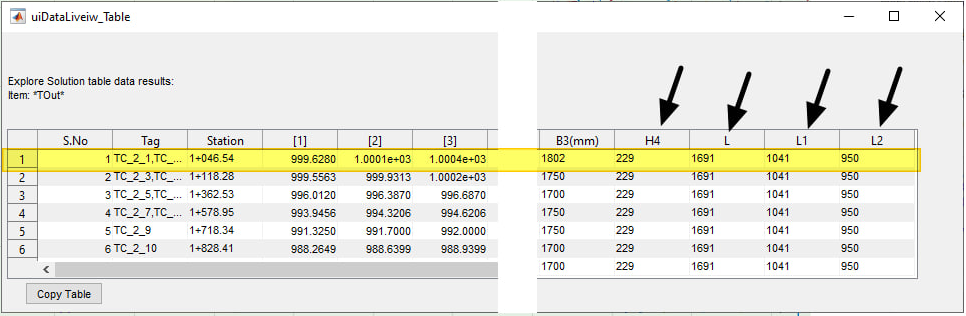 uiDataLiveiw_Table
Explore Solution table data results:
Item: *TOut*
S.No Tag Station [1] [2] [3] B3(mm) H4 L L1 L2
1 1 TC_2_1,TC_... 1+046.54 999.6280 1.0001e+03 1.0004e+03 1802 229 1691 1041 950
2 2 TC_2_3,TC_... 1+118.28 999.5563 999.9313 1.0002e+03 1750 229 1691 1041 950
3 3 TC_2_5,TC_... 1+362.53 996.0120 996.3870 996.6870 1700 229 1691 1041 950
4 4 TC_2_7,TC_... 1+578.95 993.9456 994.3206 994.6206 1750 229 1691 1041 950
5 5 TC_2_9 1+718.34 991.3250 991.7000 992.0000 1750 229 1691 1041 950
6 6 TC_2_10 1+828.41 988.2649 988.6399 988.9399 1700 229 1691 1041 950
1700 229 1691 1041 950
Copy Table